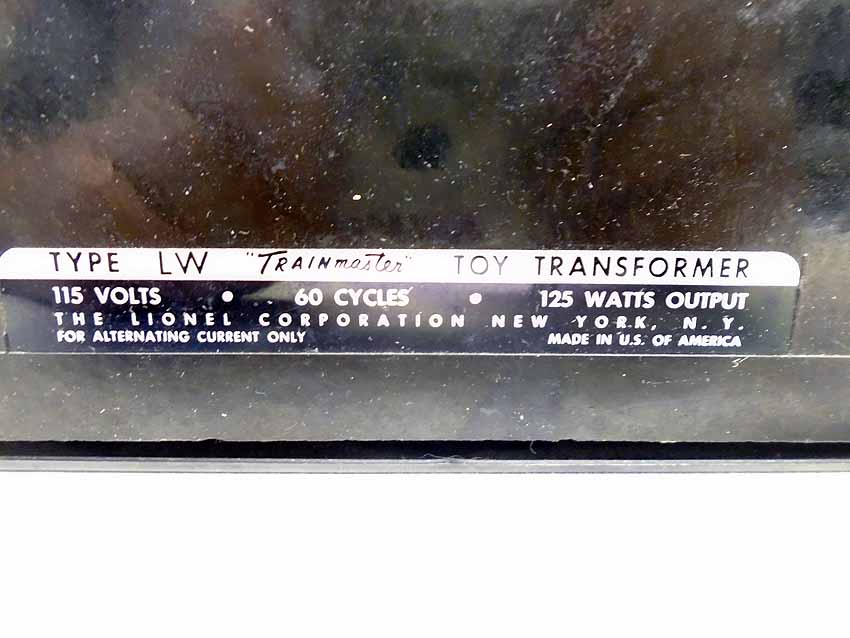 TYPE LW "TRAINmaster" TOY TRANSFORMER
115 VOLTS • 60 CYCLES • 125 WATTS OUTPUT
THE LIONEL CORPORATION NEW YORK, N. Y.
FOR ALTERNATING CURRENT ONLY MADE IN U.S. OF AMERICA